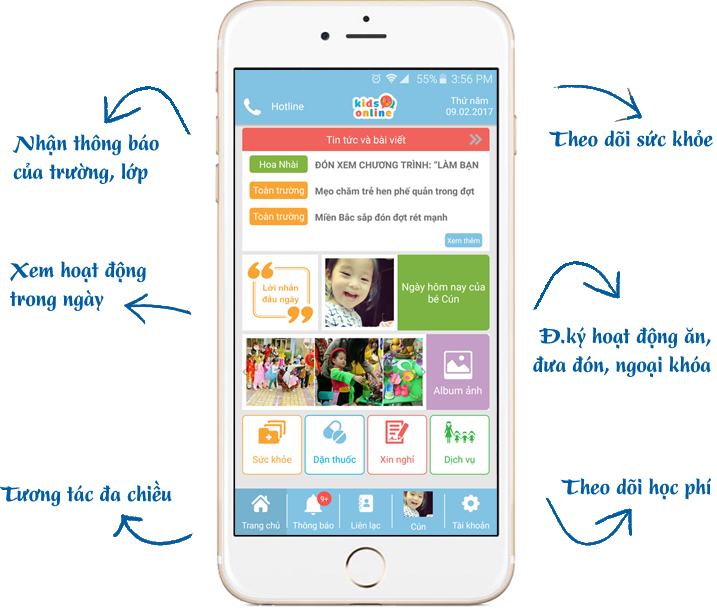 55% 3:56 PM
Hotline
kids online
Thứ năm
09.02.2017
Nhận thông báo
của trường, lớp
Theo dõi sức khỏe
Tin tức và bài viết
Hoa Nhài
ĐÓN XEM CHƯƠNG TRÌNH: "LÀM BẠN
Toàn trường
Mẹo chăm trẻ hen phế quản trong đợt
Toàn trường
Miền Bắc sắp đón đợt rét mạnh
Xem thêm
Xem hoạt động
trong ngày
Lời nhắn
đầu ngày
Ngày hôm nay của
bé Cún
Đ.ký hoạt động ăn,
đưa đón, ngoại khóa
Album ảnh
Sức khỏe
Dặn thuốc
Xin nghỉ
Dịch vụ
Tương tác đa chiều
Theo dõi học phí
9+
Trang chủ
Thông báo
Liên lạc
Cún
Tài khoản